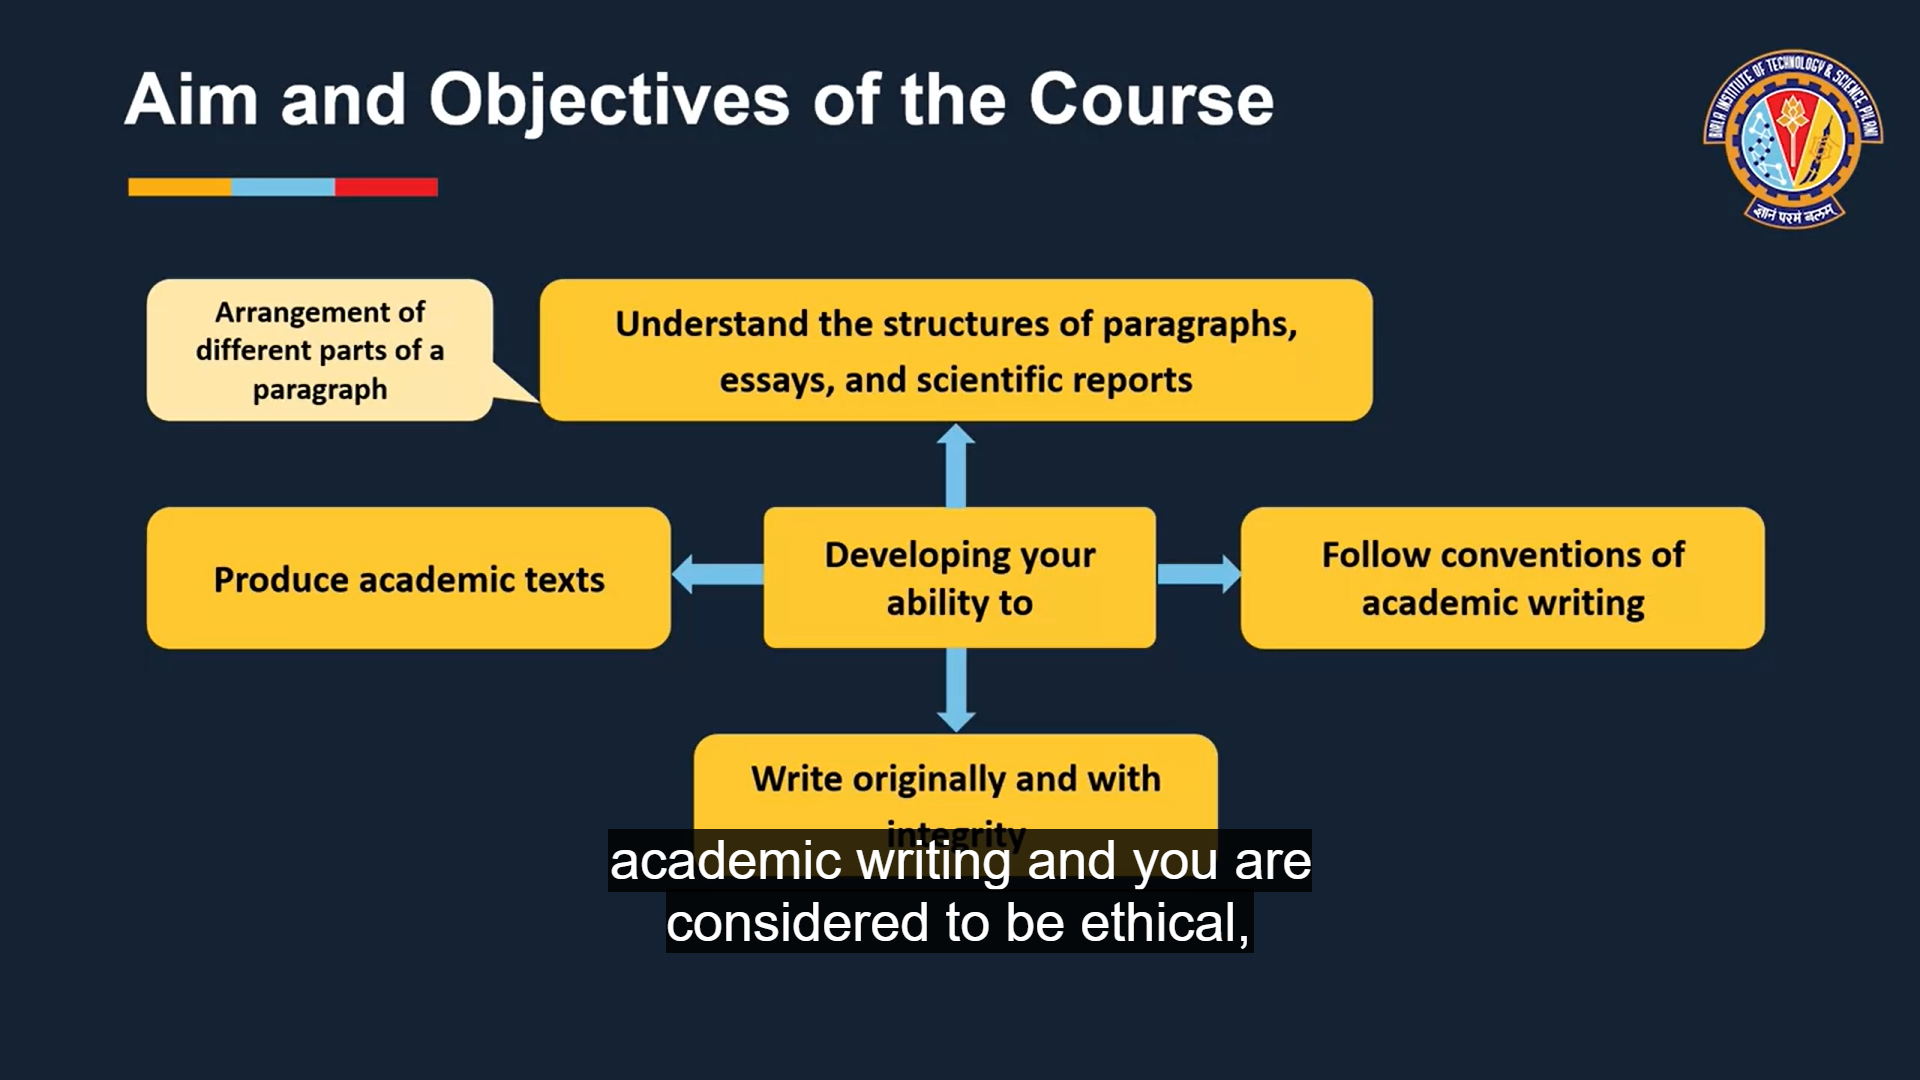 Aim and Objectives of the Course
BIRLA INSTITUTE OF TECHNOLOGY & SCIENCE, PILANI
ज्ञानं परमं बलम्
Arrangement of
different parts of a
paragraph
Understand the structures of paragraphs,
essays, and scientific reports
Produce academic texts
Developing your
ability to
Follow conventions of
academic writing
Write originally and with
integrity
academic writing and you are
considered to be ethical,